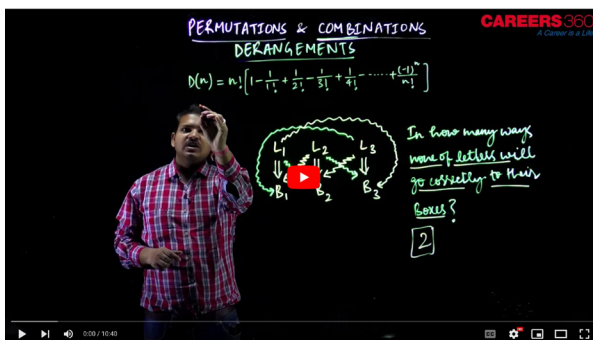 CAREERS360
A Career is a Life
PERMUTATIONS & COMBINATIONS
DERANGEMENTS
D(n) = n! [1 - 1/1! + 1/2! - 1/3! + 1/4! - ...... + (-1)^n/n!]
L1 L2 L3
B1 B2 B3
In how many ways
none of letters will
go correctly to their
Boxes?
2
0:00 / 10:40
CC